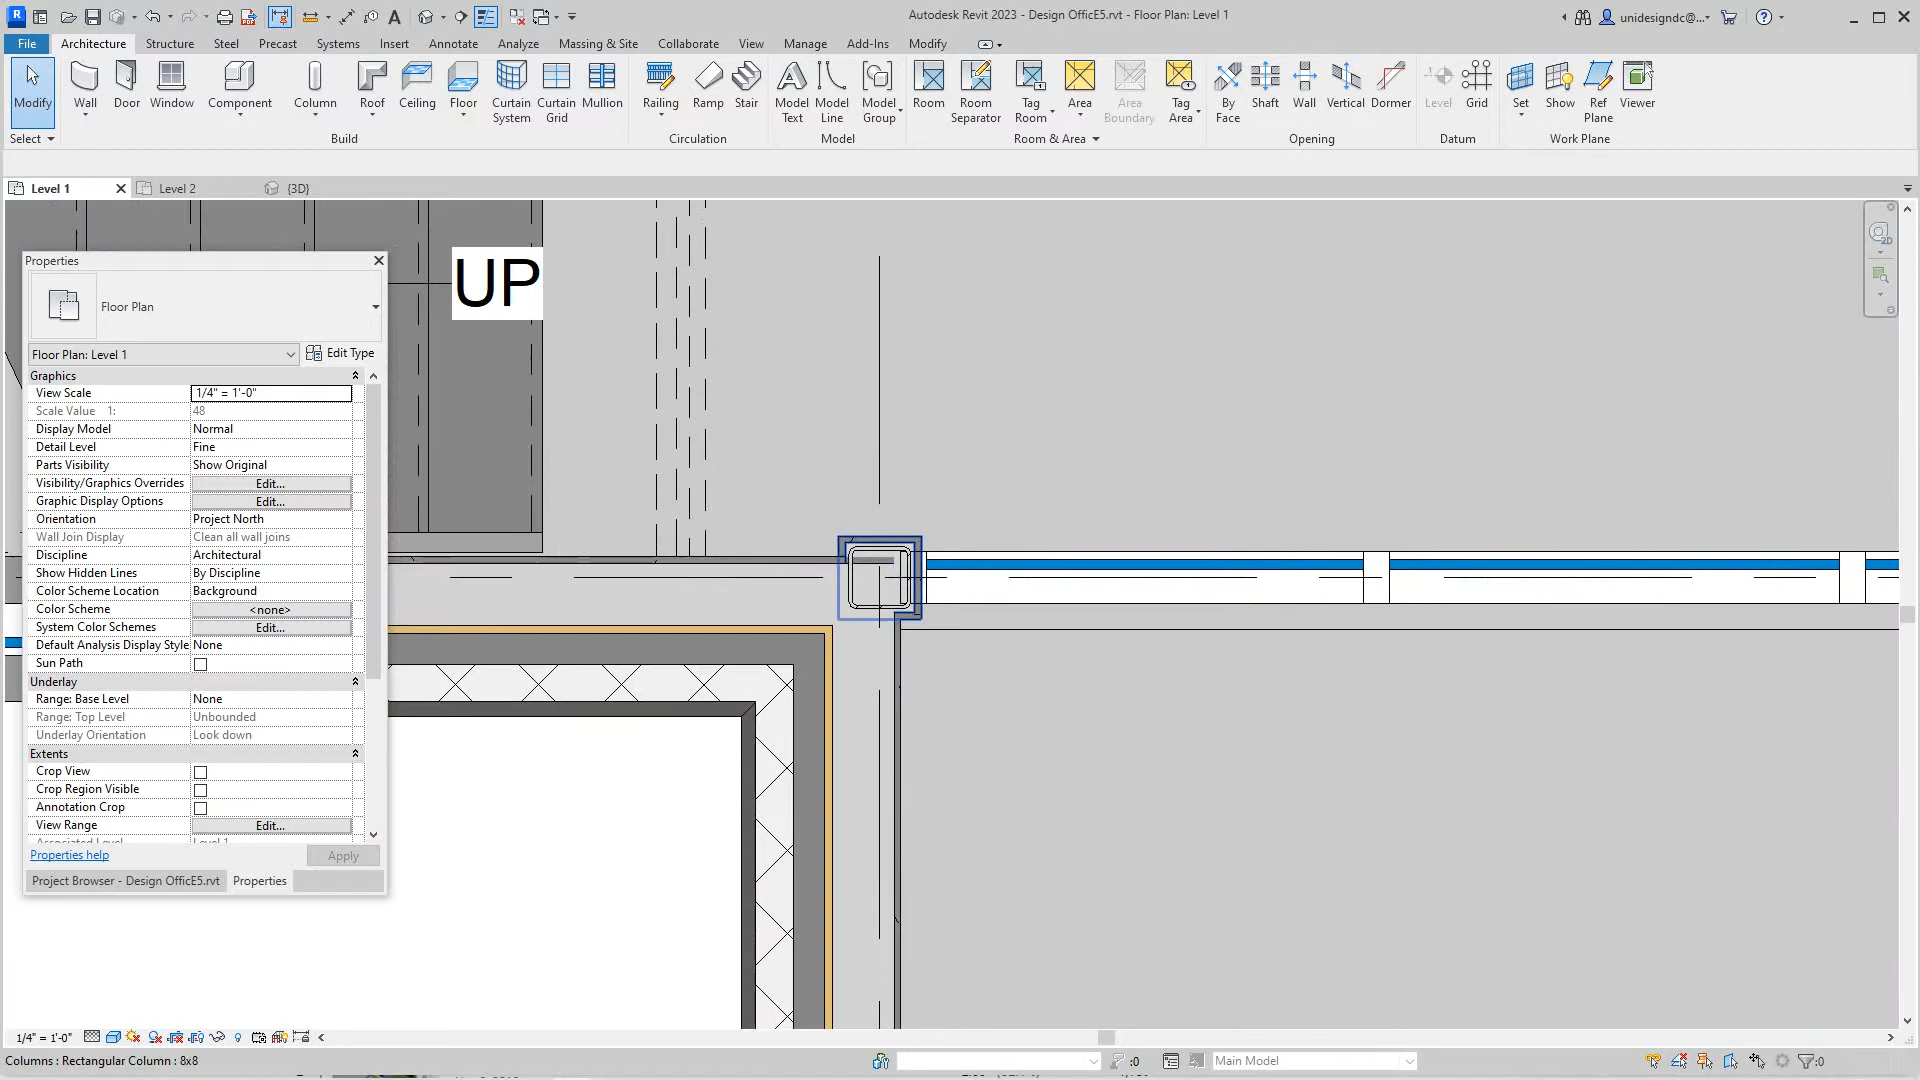 Autodesk Revit 2023 - Design OfficE5.rvt - Floor Plan: Level 1
unidesigndc@...
File Architecture Structure Steel Precast Systems Insert Annotate Analyze Massing & Site Collaborate View Manage Add-Ins Modify
Modify Wall Door Window Component Column Roof Ceiling Floor Curtain System Curtain Grid Mullion Railing Ramp Stair Model Text Model Line Model Group Room Room Separator Tag Room Area Area Boundary Tag Area By Face Shaft Wall Vertical Dormer Level Grid Set Show Ref Plane Viewer
Select Build Circulation Model Room & Area Opening Datum Work Plane
Level 1 Level 2 {3D}
UP
2D
Properties
Floor Plan
Floor Plan: Level 1 Edit Type
Graphics
View Scale 1/4" = 1'-0"
Scale Value 1: 48
Display Model Normal
Detail Level Fine
Parts Visibility Show Original
Visibility/Graphics Overrides Edit...
Graphic Display Options Edit...
Orientation Project North
Wall Join Display Clean all wall joins
Discipline Architectural
Show Hidden Lines By Discipline
Color Scheme Location Background
Color Scheme <none>
System Color Schemes Edit...
Default Analysis Display Style None
Sun Path
Underlay
Range: Base Level None
Range: Top Level Unbounded
Underlay Orientation Look down
Extents
Crop View
Crop Region Visible
Annotation Crop
View Range Edit...
Properties help Apply
Project Browser - Design OfficE5.rvt Properties
1/4" = 1'-0"
Columns : Rectangular Column : 8x8 :0 Main Model :0